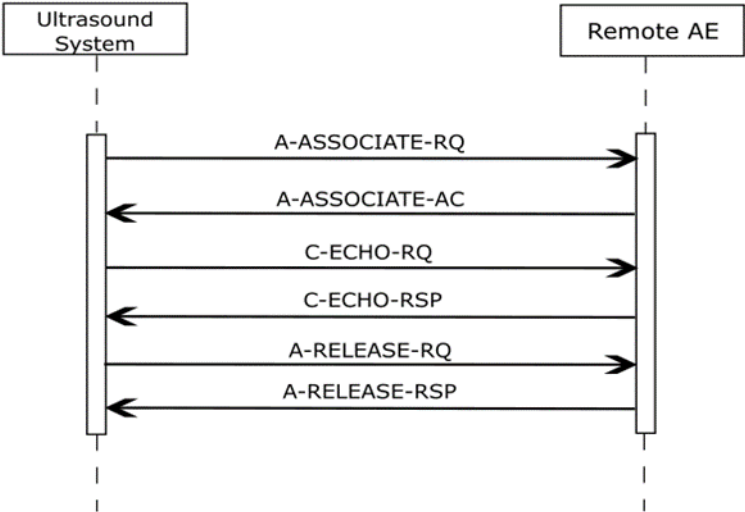 Ultrasound
System
Remote AE
A-ASSOCIATE-RQ
A-ASSOCIATE-AC
C-ECHO-RQ
C-ECHO-RSP
A-RELEASE-RQ
A-RELEASE-RSP